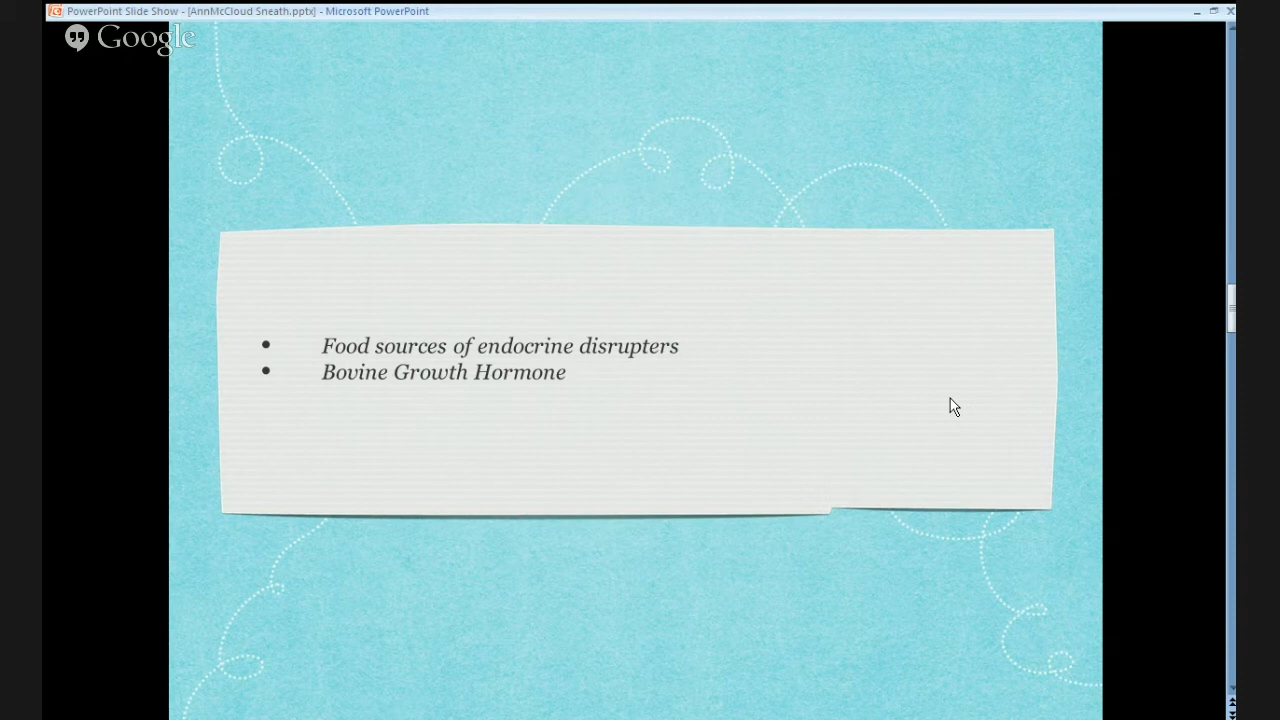 PowerPoint Slide Show - [AnnMcCloud Sneath.pptx] - Microsoft PowerPoint
Google
• Food sources of endocrine disrupters
• Bovine Growth Hormone